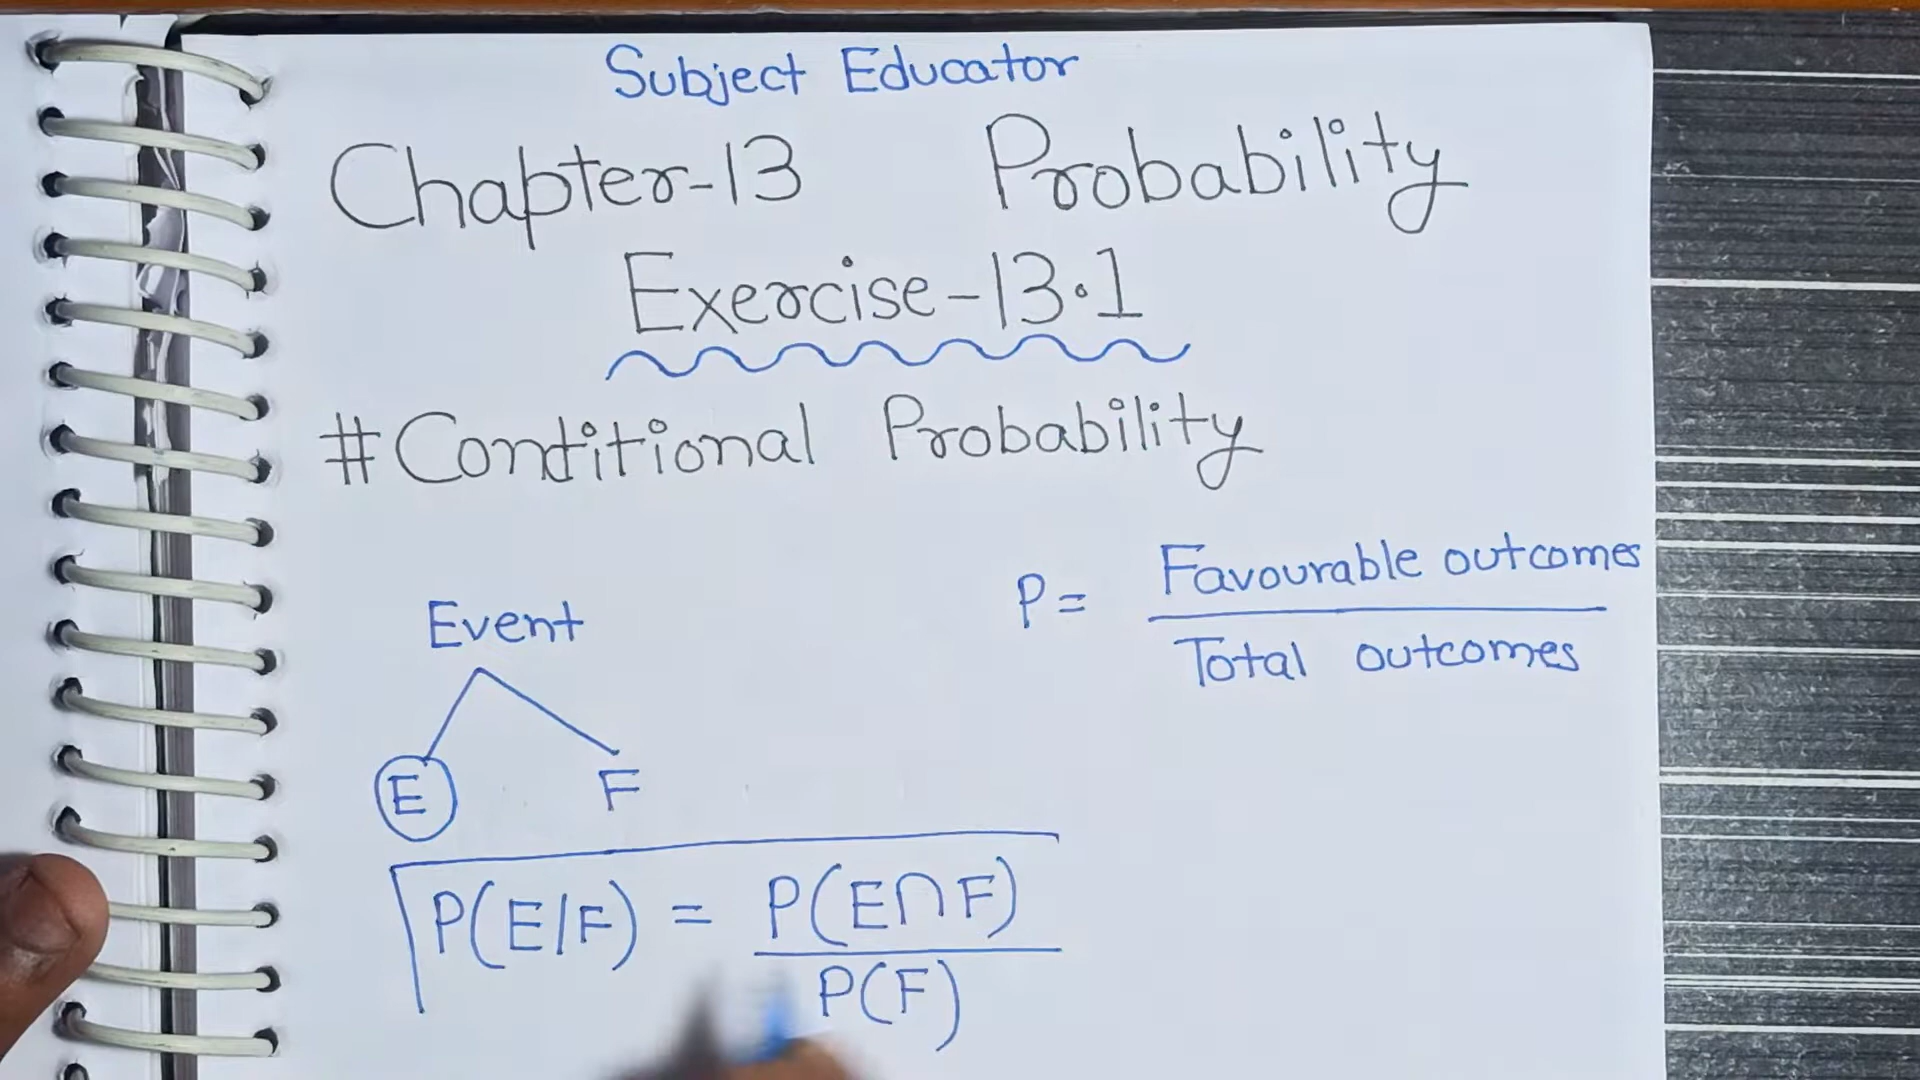 Subject Educator
Chapter-13 Probability
Exercise-13.1
#Conditional Probability
P = Favourable outcomes / Total outcomes
Event
E F
P(E/F) = P(E∩F) / P(F)